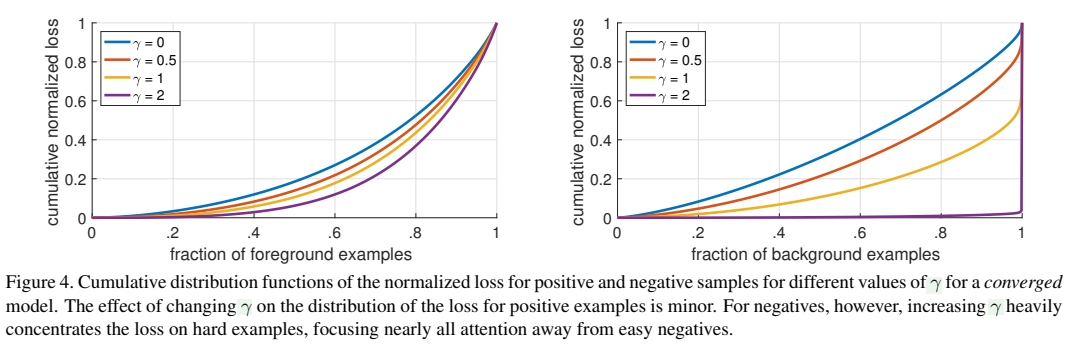 cumulative normalized loss
1
0.8
0.6
0.4
0.2
0
γ = 0
γ = 0.5
γ = 1
γ = 2
0 .2 .4 .6 .8 1
fraction of foreground examples
cumulative normalized loss
1
0.8
0.6
0.4
0.2
0
γ = 0
γ = 0.5
γ = 1
γ = 2
0 .2 .4 .6 .8 1
fraction of background examples
Figure 4. Cumulative distribution functions of the normalized loss for positive and negative samples for different values of γ for a converged
model. The effect of changing γ on the distribution of the loss for positive examples is minor. For negatives, however, increasing γ heavily
concentrates the loss on hard examples, focusing nearly all attention away from easy negatives.